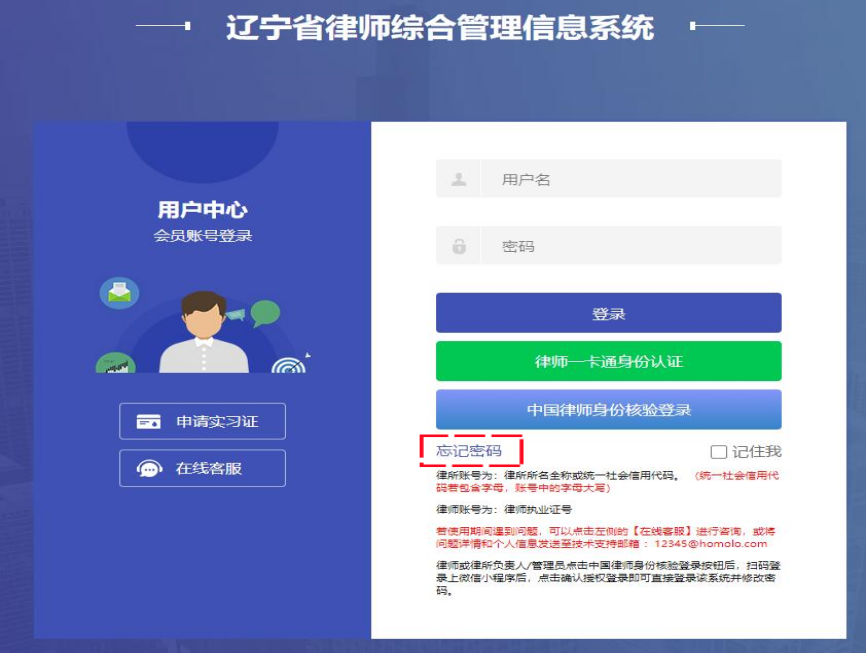 辽宁省律师综合管理信息系统
用户中心
会员账号登录
申请实习证
在线客服
用户名
密码
登录
律师一卡通身份认证
中国律师身份核验登录
忘记密码
记住我
律所账号为：律所所名全称或统一社会信用代码。（统一社会信用代
码若包含字母，账号中的字母大写）
律师账号为：律师执业证号
若使用期间遇到问题，可以点击左侧的【在线客服】进行咨询，或将
问题详情和个人信息发送至技术支持邮箱：12345@homolo.com
律师或律所负责人/管理员点击中国律师身份核验登录按钮后，扫码登
录上微信小程序后，点击确认授权登录即可直接登录该系统并修改密
码。